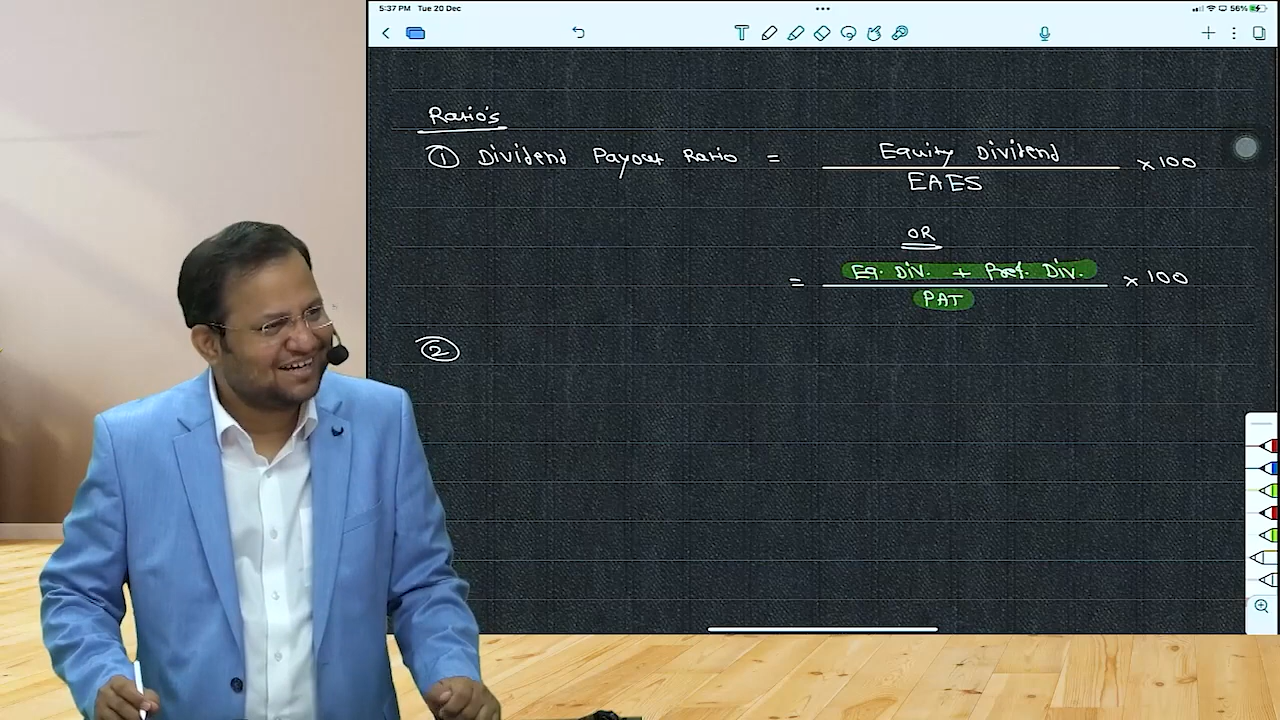 5:37 PM Tue 20 Dec
56%
T
Ratio's
① Dividend Payout Ratio = Equity Dividend × 100
EAES
OR
= Eq. Div. + Pref. Div. × 100
PAT
②